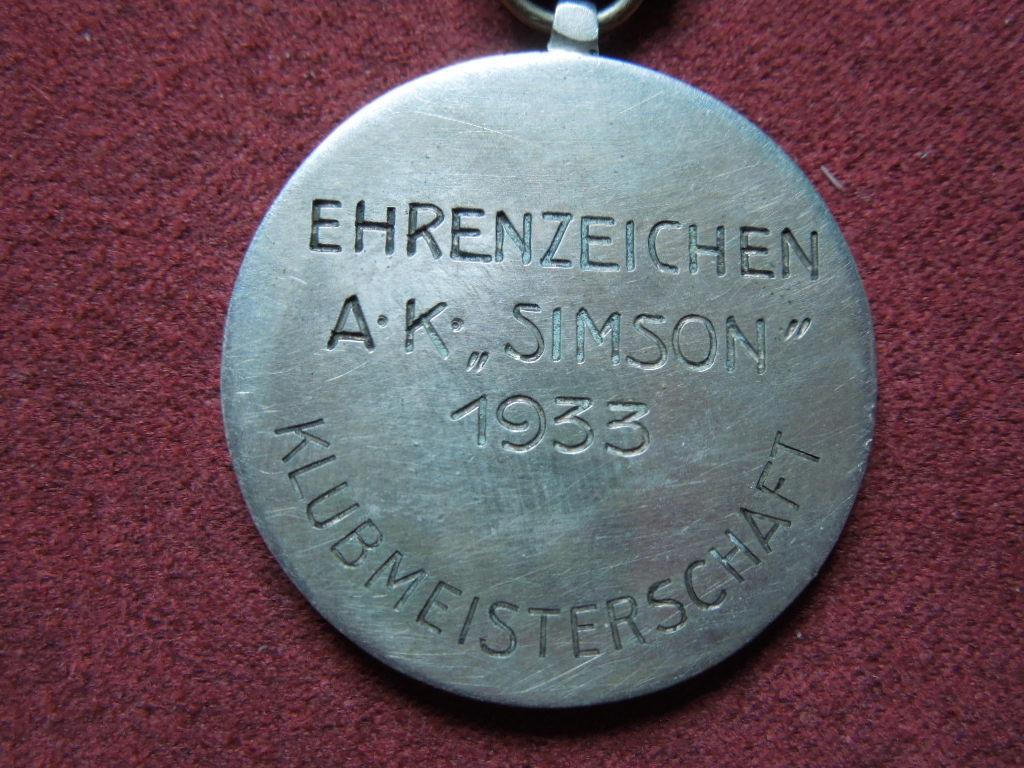 EHRENZEICHEN
A·K· „SIMSON”
1933
KLUBMEISTERSCHAFT